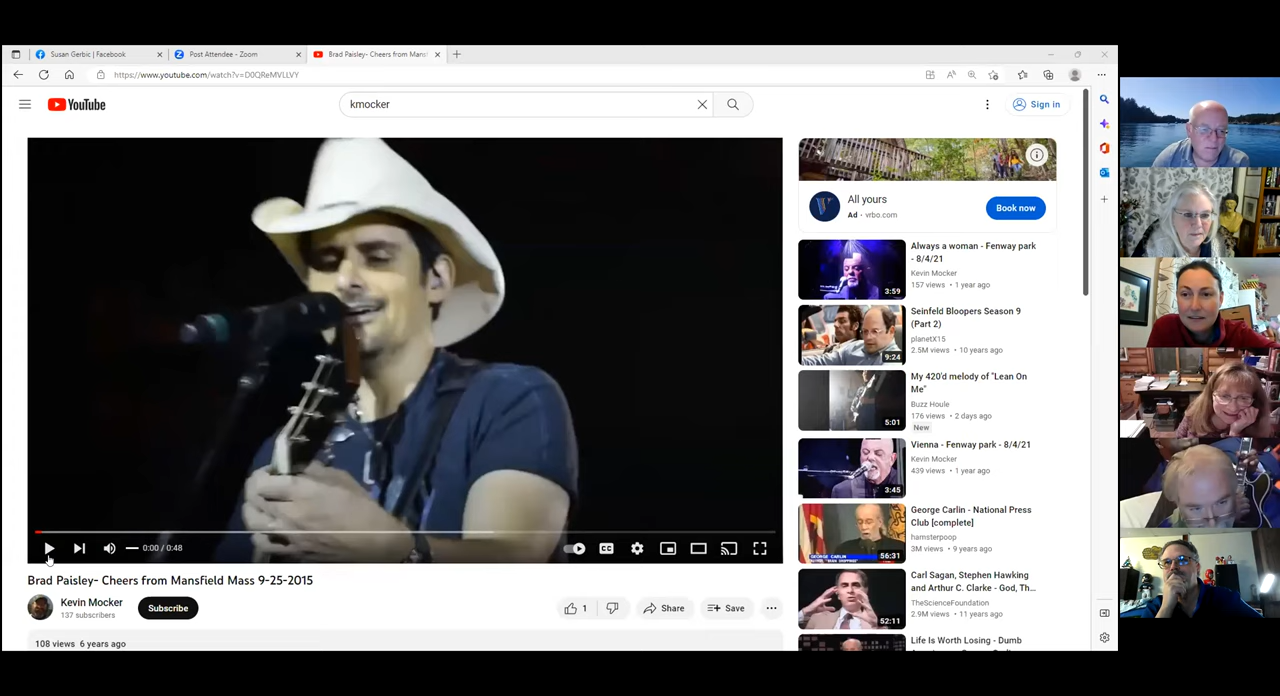 Susan Gerbic | Facebook
Post Attendee - Zoom
Brad Paisley- Cheers from Mansf
https://www.youtube.com/watch?v=D0QReMVLLVY
YouTube
kmocker
Sign in
0:00 / 0:48
CC
Brad Paisley- Cheers from Mansfield Mass 9-25-2015
Kevin Mocker
137 subscribers
Subscribe
1
Share
Save
108 views 6 years ago
All yours
Ad • vrbo.com
Book now
Always a woman - Fenway park
- 8/4/21
Kevin Mocker
157 views • 1 year ago
3:59
Seinfeld Bloopers Season 9
(Part 2)
planetX15
2.5M views • 10 years ago
9:24
My 420'd melody of "Lean On
Me"
Buzz Houle
176 views • 2 days ago
New
5:01
Vienna - Fenway park - 8/4/21
Kevin Mocker
439 views • 1 year ago
3:45
George Carlin - National Press
Club [complete]
hamsterpoop
3M views • 9 years ago
GEORGE CARLIN
56:31
Carl Sagan, Stephen Hawking
and Arthur C. Clarke - God, Th...
TheScienceFoundation
2.9M views • 11 years ago
52:11
Life Is Worth Losing - Dumb